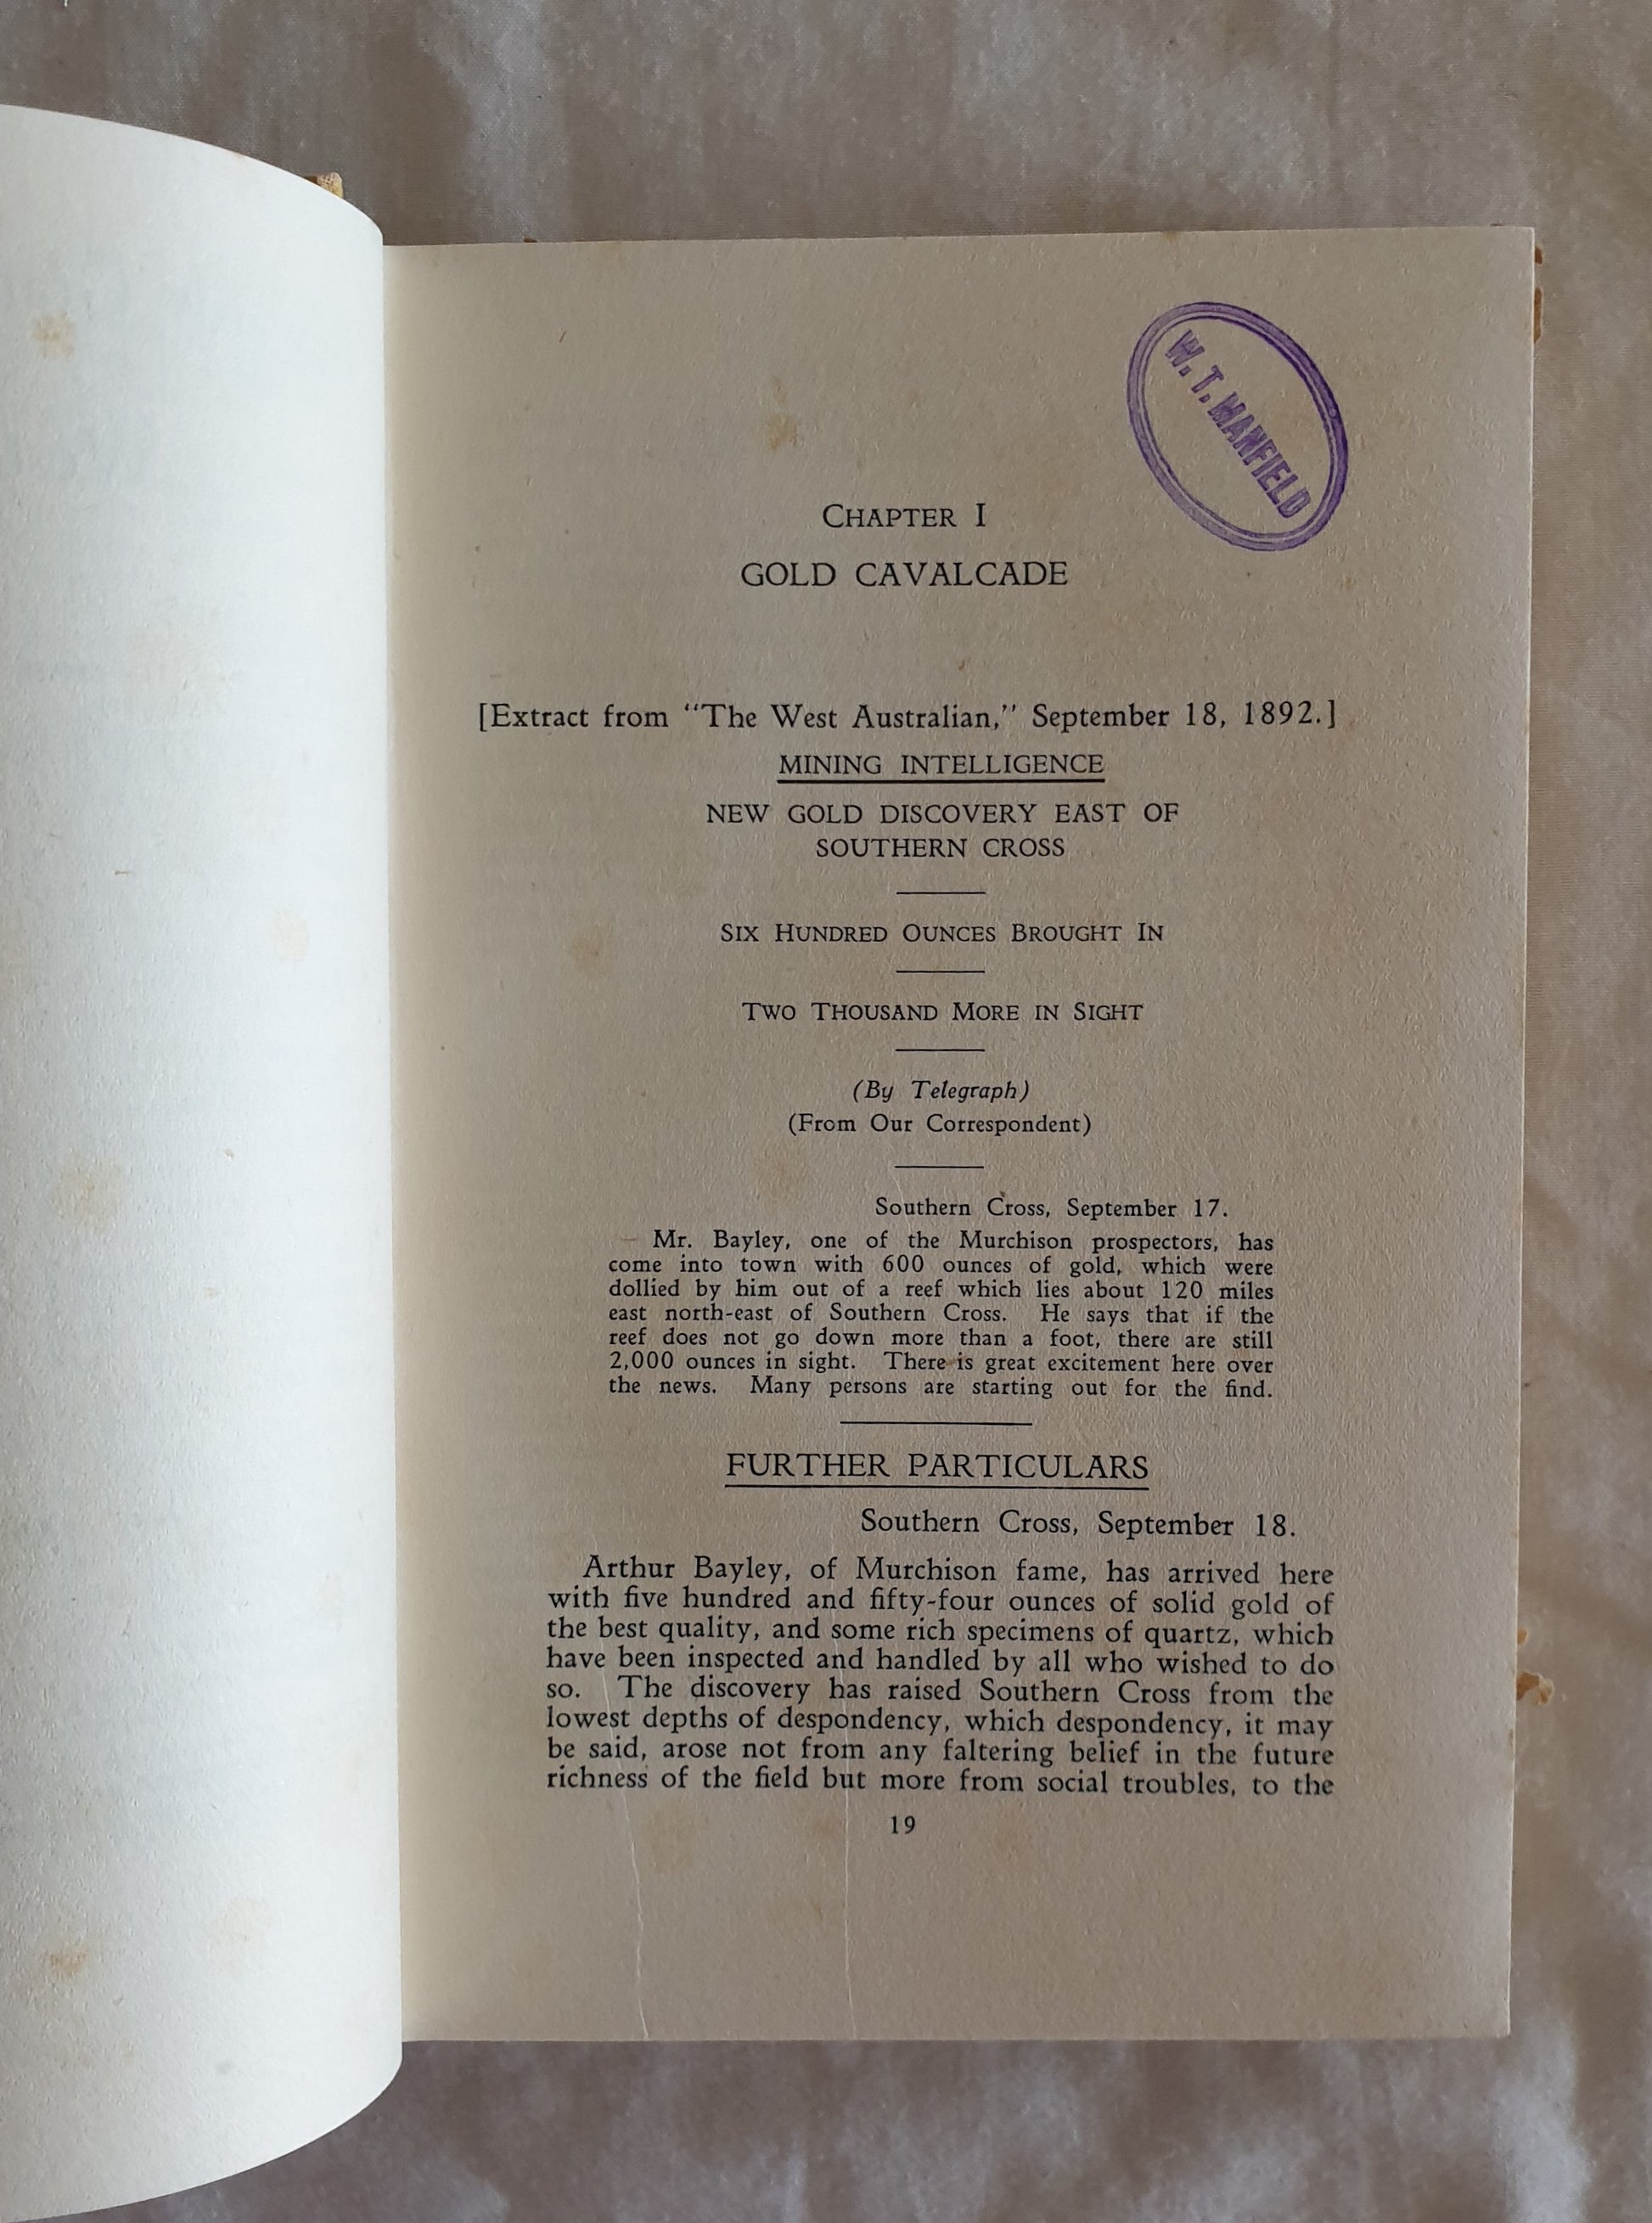 W. T. MANFIELD
CHAPTER I
GOLD CAVALCADE
[Extract from "The West Australian," September 18, 1892.]
MINING INTELLIGENCE
NEW GOLD DISCOVERY EAST OF
SOUTHERN CROSS
SIX HUNDRED OUNCES BROUGHT IN
TWO THOUSAND MORE IN SIGHT
(By Telegraph)
(From Our Correspondent)
Southern Cross, September 17.
Mr. Bayley, one of the Murchison prospectors, has
come into town with 600 ounces of gold, which were
dollied by him out of a reef which lies about 120 miles
east north-east of Southern Cross. He says that if the
reef does not go down more than a foot, there are still
2,000 ounces in sight. There is great excitement here over
the news. Many persons are starting out for the find.
FURTHER PARTICULARS
Southern Cross, September 18.
Arthur Bayley, of Murchison fame, has arrived here
with five hundred and fifty-four ounces of solid gold of
the best quality, and some rich specimens of quartz, which
have been inspected and handled by all who wished to do
so. The discovery has raised Southern Cross from the
lowest depths of despondency, which despondency, it may
be said, arose not from any faltering belief in the future
richness of the field but more from social troubles, to the
19